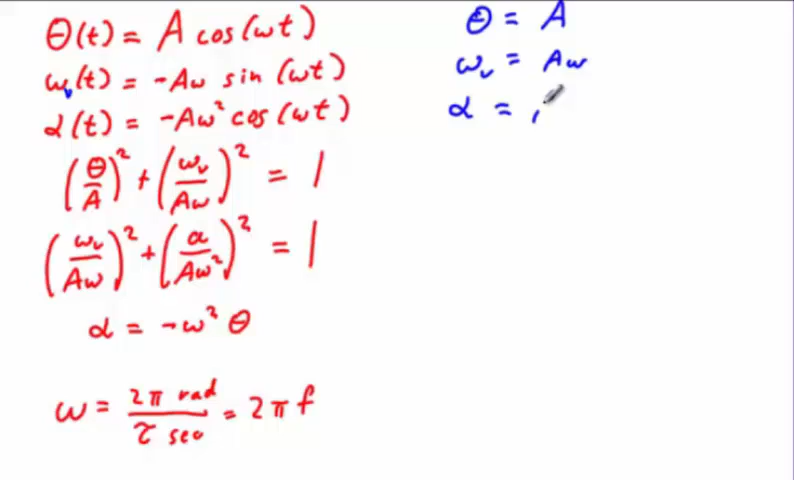 θ(t) = A cos(ωt)
ωᵥ(t) = -Aω sin(ωt)
α(t) = -Aω² cos(ωt)
(θ/A)² + (ωᵥ/Aω)² = 1
(ωᵥ/Aω)² + (α/Aω²)² = 1
α = -ω² θ
ω = 2π rad / τ sec = 2π f
θ = A
ωᵥ = Aω
α =